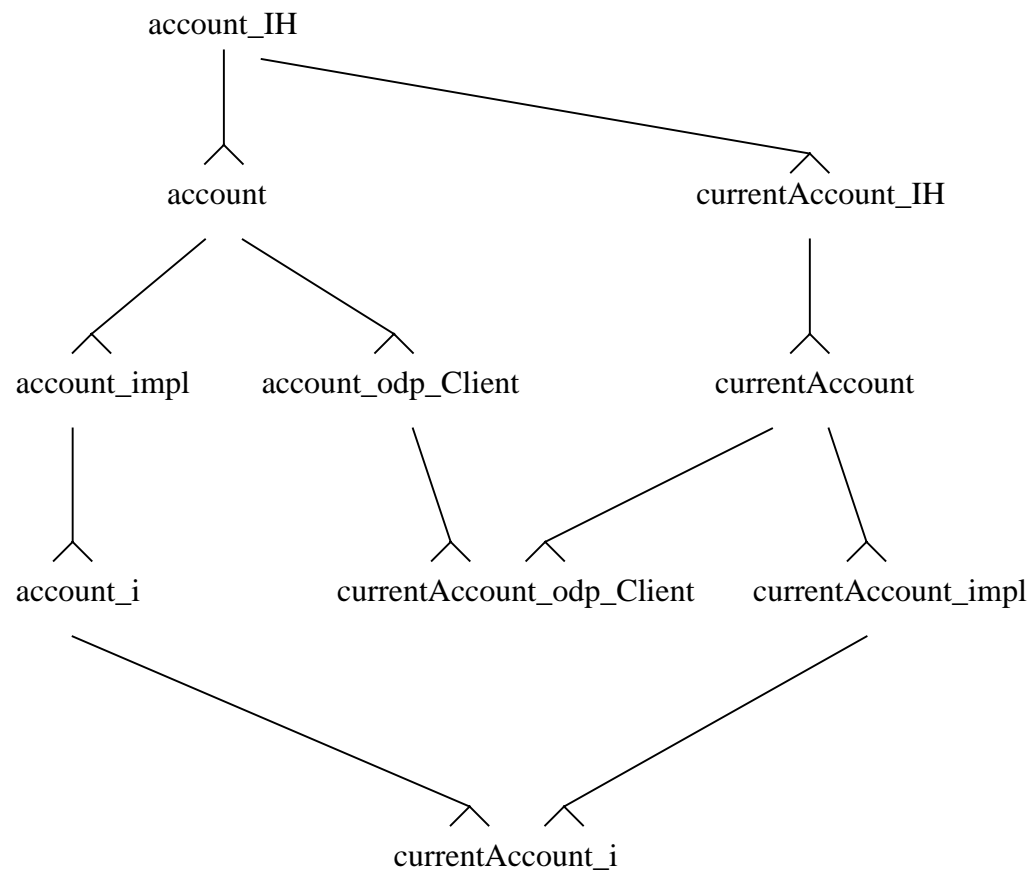 account_IH
account
currentAccount_IH
account_impl
account_odp_Client
currentAccount
account_i
currentAccount_odp_Client
currentAccount_impl
currentAccount_i